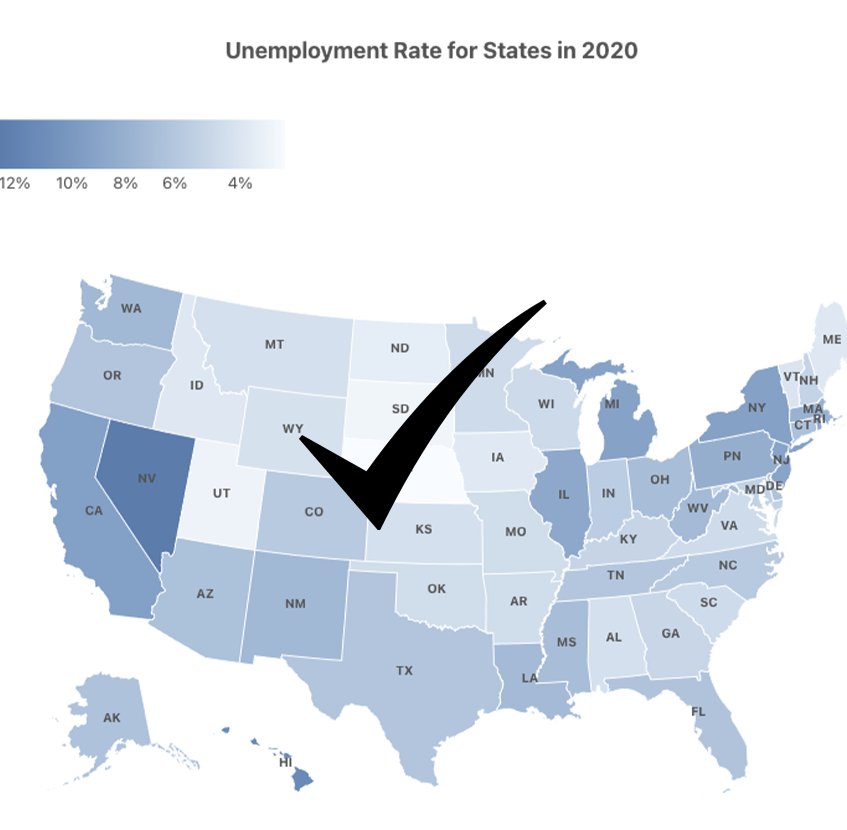 Unemployment Rate for States in 2020
12% 10% 8% 6% 4%
WA
MT
ND
ME
OR
ID
MN
VT NH
WY
SD
WI
MI
NY
MA
RI
CT
IA
PN
NJ
NV
UT
IL
IN
OH
MD DE
CA
CO
KS
MO
WV
VA
KY
AZ
NM
OK
AR
TN
NC
SC
MS
AL
GA
TX
LA
AK
FL
HI